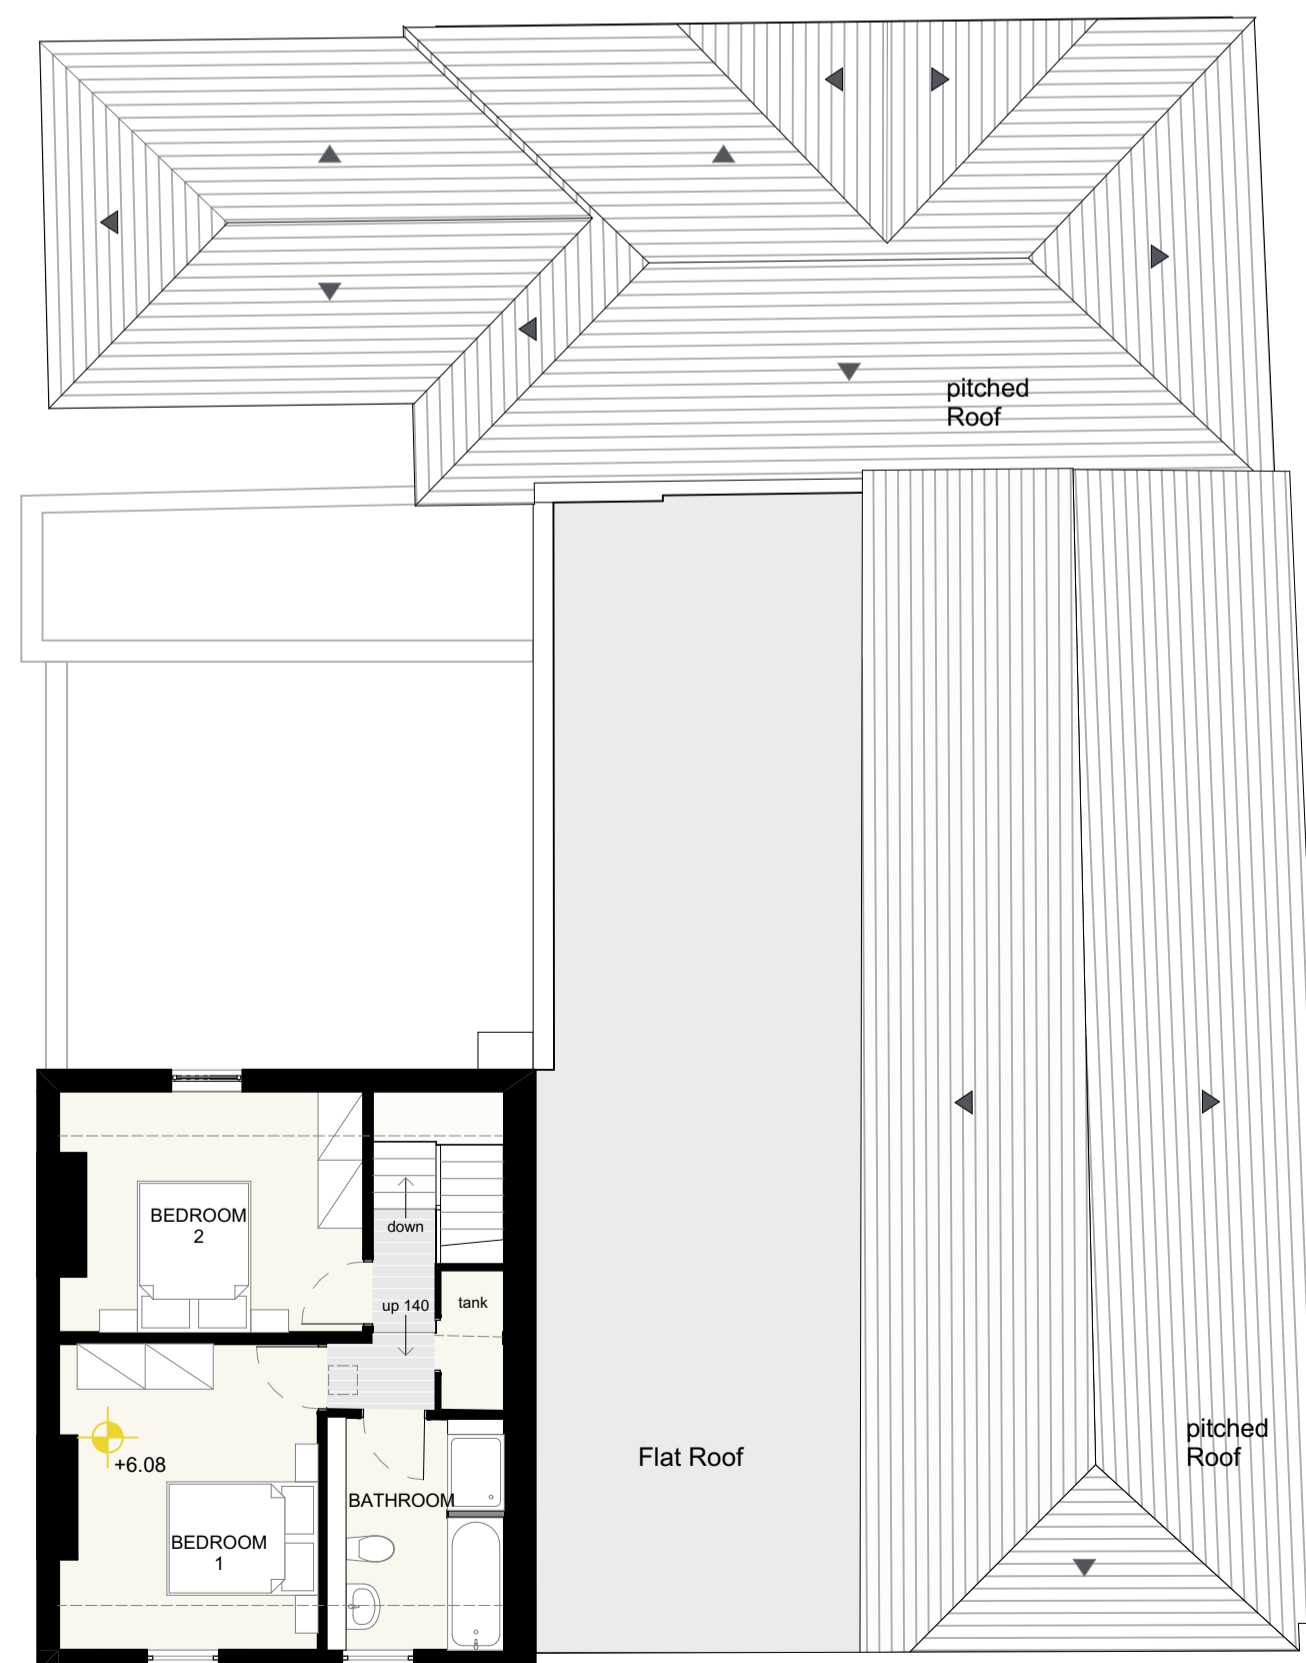 pitched
Roof
BEDROOM
2
down
up 140
tank
+6.08
BEDROOM
1
BATHROOM
Flat Roof
pitched
Roof